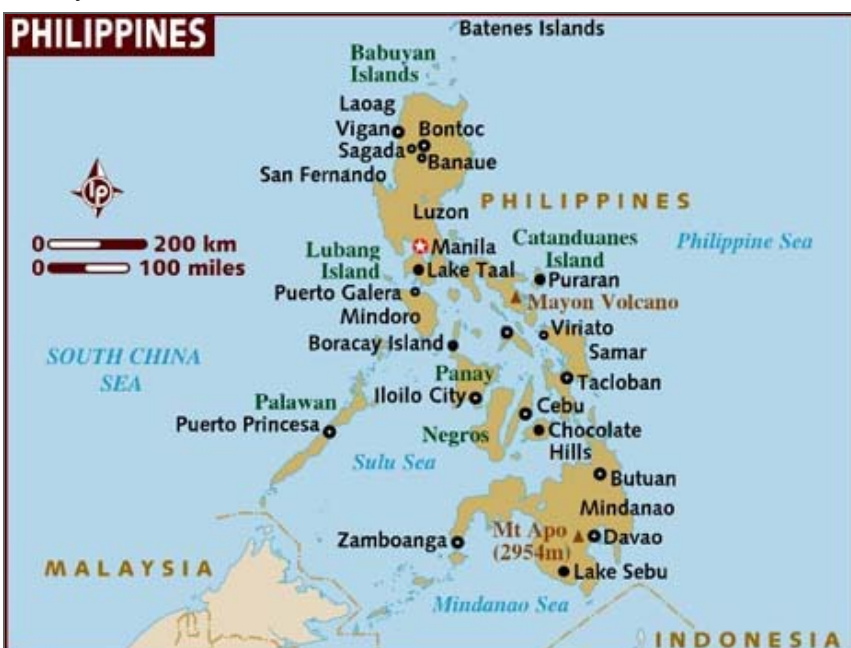 PHILIPPINES
Batenes Islands
Babuyan
Islands
Laoag
Vigan
Bontoc
Sagada
Banaue
San Fernando
lp
Luzon
PHILIPPINES
0 200 km
0 100 miles
Manila
Lubang
Island
Lake Taal
Catanduanes
Island
Philippine Sea
Puraran
Puerto Galera
Mayon Volcano
Mindoro
Viriato
Boracay Island
Samar
SOUTH CHINA
SEA
Panay
Tacloban
Palawan
Iloilo City
Cebu
Puerto Princesa
Negros
Chocolate
Hills
Sulu Sea
Butuan
Mindanao
Zamboanga
Mt Apo
(2954m)
Davao
MALAYSIA
Lake Sebu
Mindanao Sea
INDONESIA